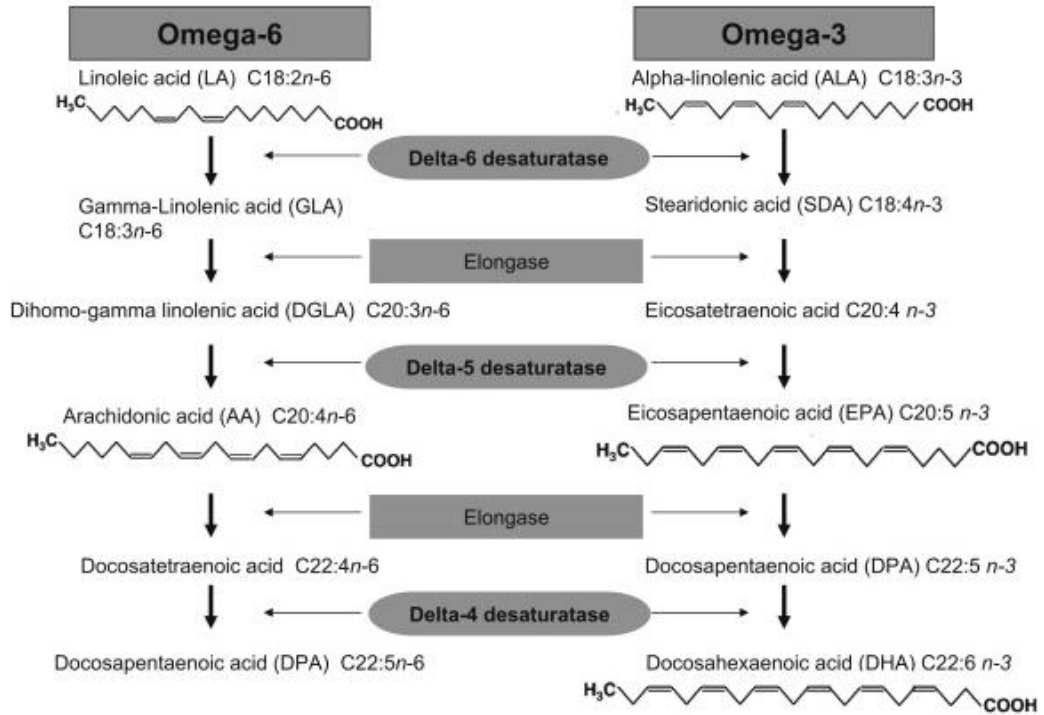 Omega-6
Omega-3
Linoleic acid (LA) C18:2n-6
Alpha-linolenic acid (ALA) C18:3n-3
H₃C
COOH
H₃C
COOH
Delta-6 desaturatase
Gamma-Linolenic acid (GLA)
C18:3n-6
Stearidonic acid (SDA) C18:4n-3
Elongase
Dihomo-gamma linolenic acid (DGLA) C20:3n-6
Eicosatetraenoic acid C20:4 n-3
Delta-5 desaturatase
Arachidonic acid (AA) C20:4n-6
Eicosapentaenoic acid (EPA) C20:5 n-3
H₃C
COOH
H₃C
COOH
Elongase
Docosatetraenoic acid C22:4n-6
Docosapentaenoic acid (DPA) C22:5 n-3
Delta-4 desaturatase
Docosapentaenoic acid (DPA) C22:5n-6
Docosahexaenoic acid (DHA) C22:6 n-3
H₃C
COOH